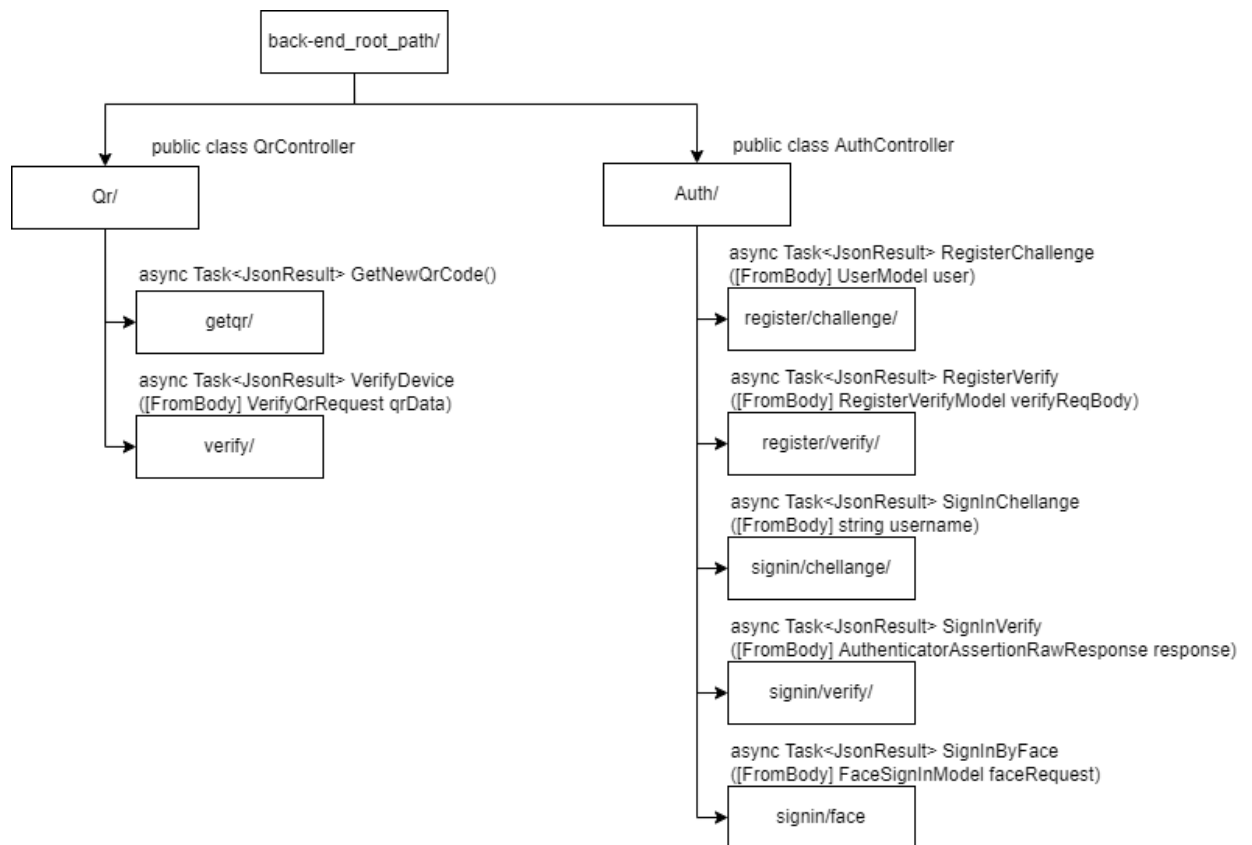 back-end_root_path/
public class QrController
Qr/
async Task<JsonResult> GetNewQrCode()
getqr/
async Task<JsonResult> VerifyDevice
([FromBody] VerifyQrRequest qrData)
verify/
public class AuthController
Auth/
async Task<JsonResult> RegisterChallenge
([FromBody] UserModel user)
register/challenge/
async Task<JsonResult> RegisterVerify
([FromBody] RegisterVerifyModel verifyReqBody)
register/verify/
async Task<JsonResult> SignInChellange
([FromBody] string username)
signin/chellange/
async Task<JsonResult> SignInVerify
([FromBody] AuthenticatorAssertionRawResponse response)
signin/verify/
async Task<JsonResult> SignInByFace
([FromBody] FaceSignInModel faceRequest)
signin/face